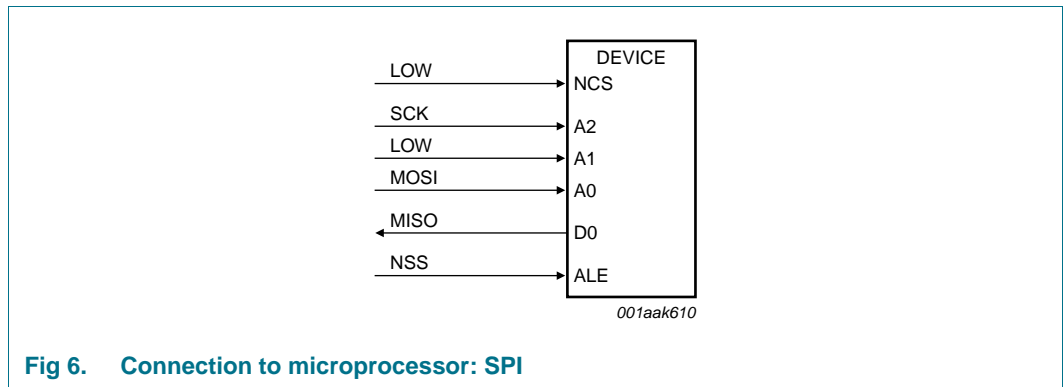 DEVICE
LOW NCS
SCK A2
LOW A1
MOSI A0
MISO D0
NSS ALE
001aak610
Fig 6. Connection to microprocessor: SPI